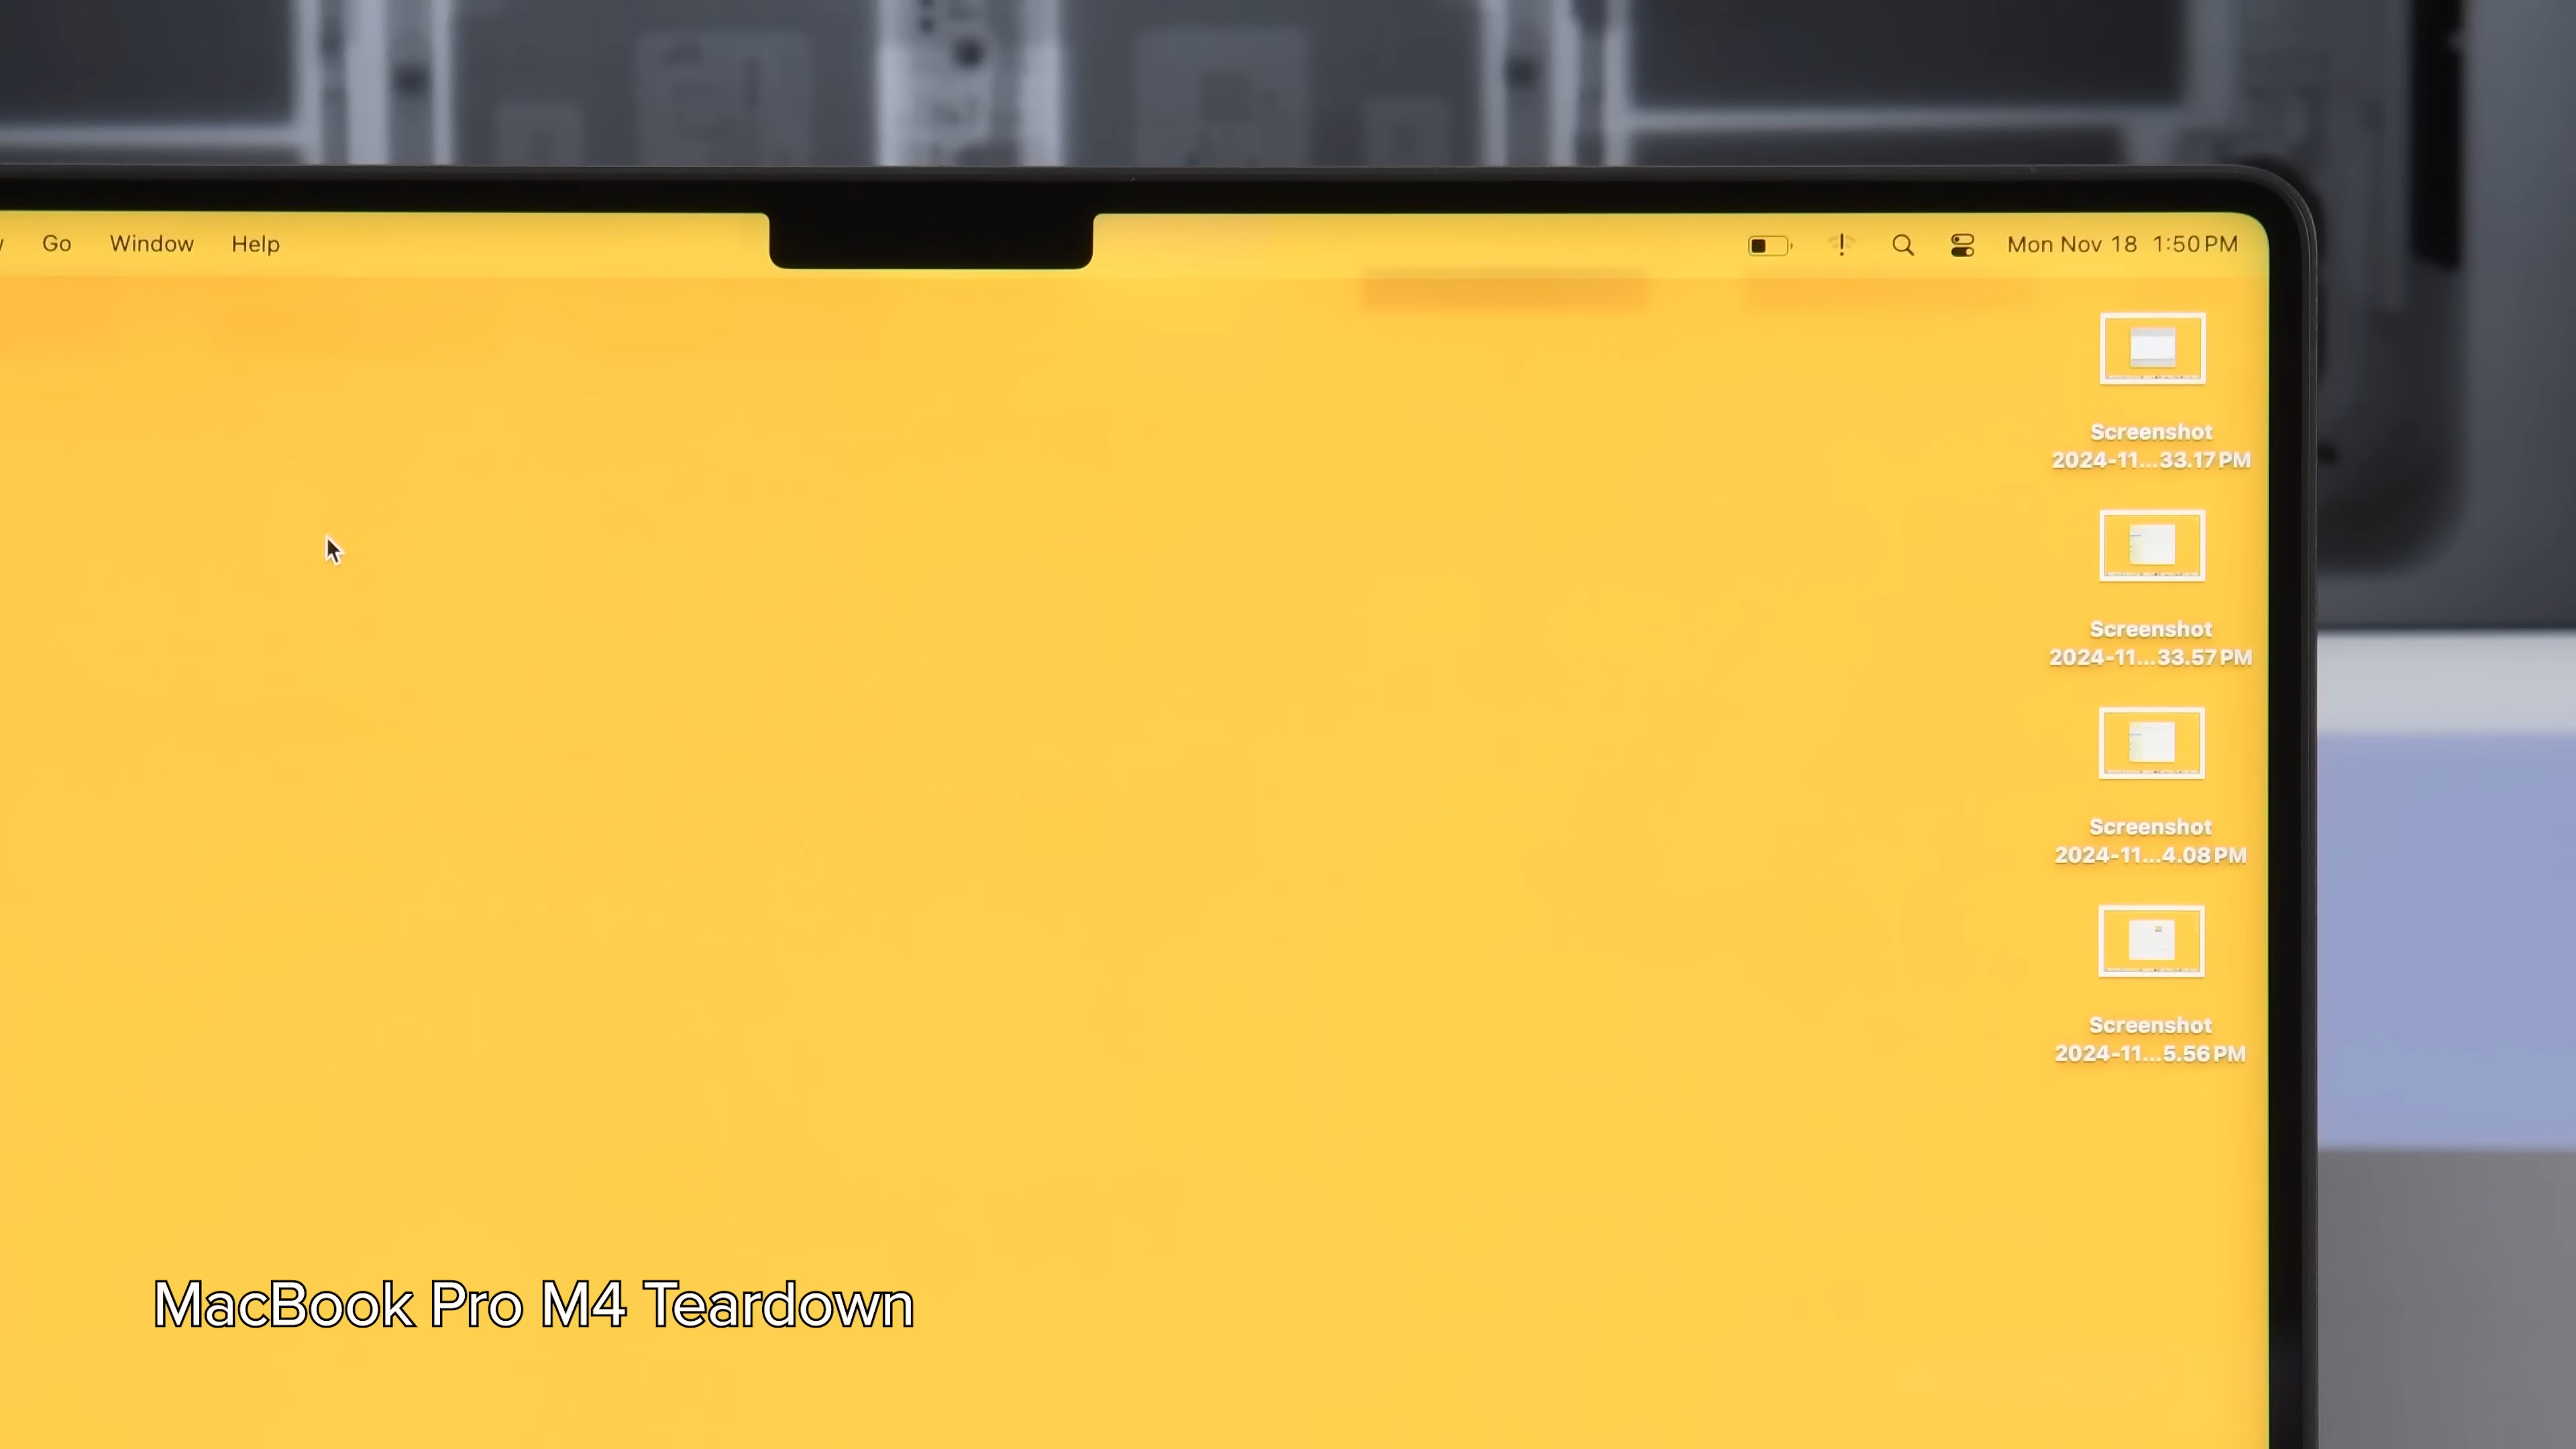 Go Window Help Mon Nov 18 1:50 PM
Screenshot
2024-11...33.17 PM
Screenshot
2024-11...33.57 PM
Screenshot
2024-11...4.08 PM
Screenshot
2024-11...5.56 PM
MacBook Pro M4 Teardown